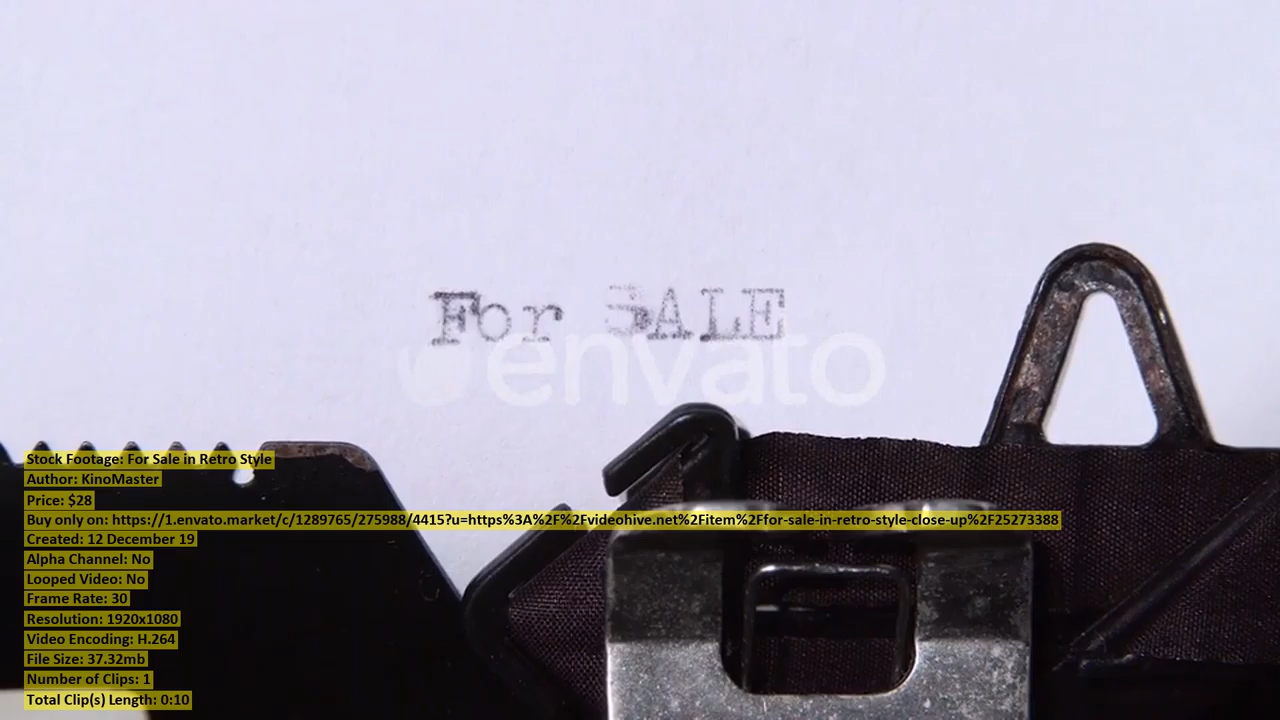 For SALE
envato
Stock Footage: For Sale in Retro Style
Author: KinoMaster
Price: $28
Buy only on: https://1.envato.market/c/1289765/275988/4415?u=https%3A%2F%2Fvideohive.net%2Fitem%2Ffor-sale-in-retro-style-close-up%2F25273388
Created: 12 December 19
Alpha Channel: No
Looped Video: No
Frame Rate: 30
Resolution: 1920x1080
Video Encoding: H.264
File Size: 37.32mb
Number of Clips: 1
Total Clip(s) Length: 0:10